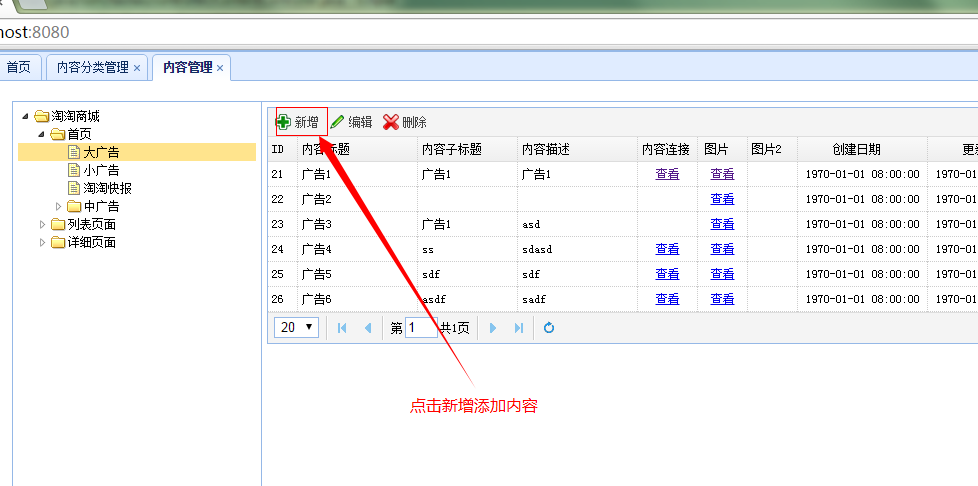 nost:8080
首页 内容分类管理 × 内容管理 ×
淘淘商城
首页
大广告
小广告
淘淘快报
中广告
列表页面
详细页面
新增 编辑 删除
ID 内容标题 内容子标题 内容描述 内容连接 图片 图片2 创建日期 更新
21 广告1 广告1 广告1 查看 查看 1970-01-01 08:00:00 1970-01
22 广告2 查看 1970-01-01 08:00:00 1970-01
23 广告3 广告1 asd 查看 1970-01-01 08:00:00 1970-01
24 广告4 ss sdasd 查看 查看 1970-01-01 08:00:00 1970-01
25 广告5 sdf sdf 查看 查看 1970-01-01 08:00:00 1970-01
26 广告6 asdf sadf 查看 查看 1970-01-01 08:00:00 1970-01
20 第 1 共1页
点击新增添加内容